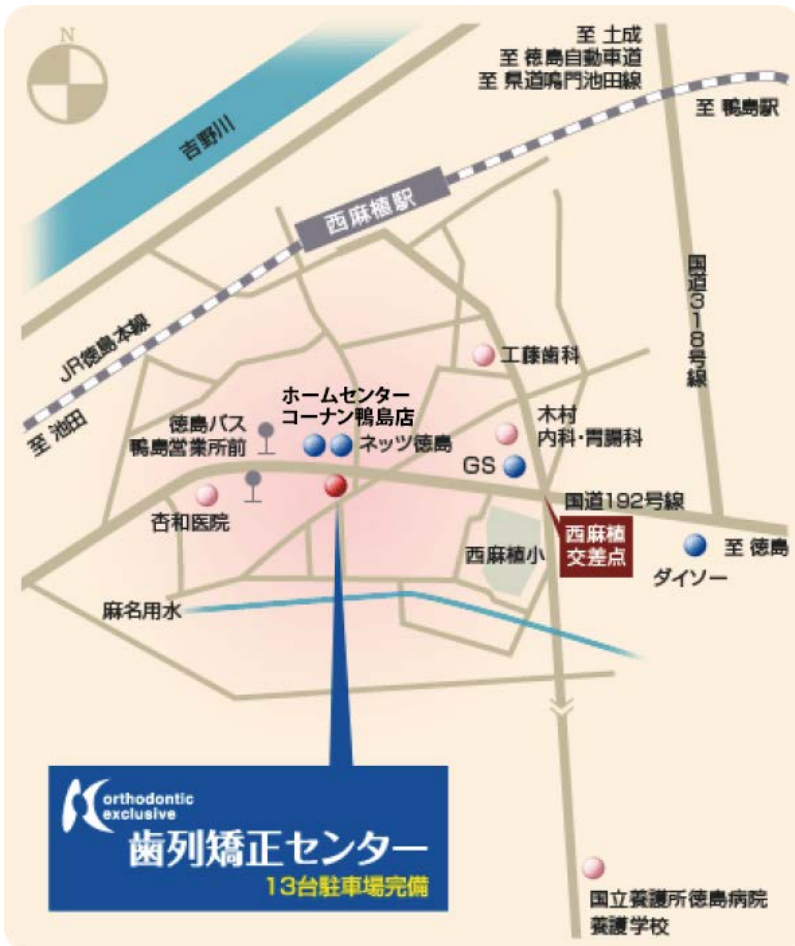 N
至 土成
至 徳島自動車道
至 県道鳴門池田線
至 鴨島駅
吉野川
西麻植駅
国道318号線
JR徳島本線
至 池田
工藤歯科
ホームセンター
コーナン鴨島店
徳島バス
鴨島営業所前
ネッツ徳島
木村
内科・胃腸科
GS
国道192号線
杏和医院
西麻植小
西麻植
交差点
至 徳島
ダイソー
麻名用水
orthodontic
exclusive
歯列矯正センター
13台駐車場完備
国立養護所徳島病院
養護学校